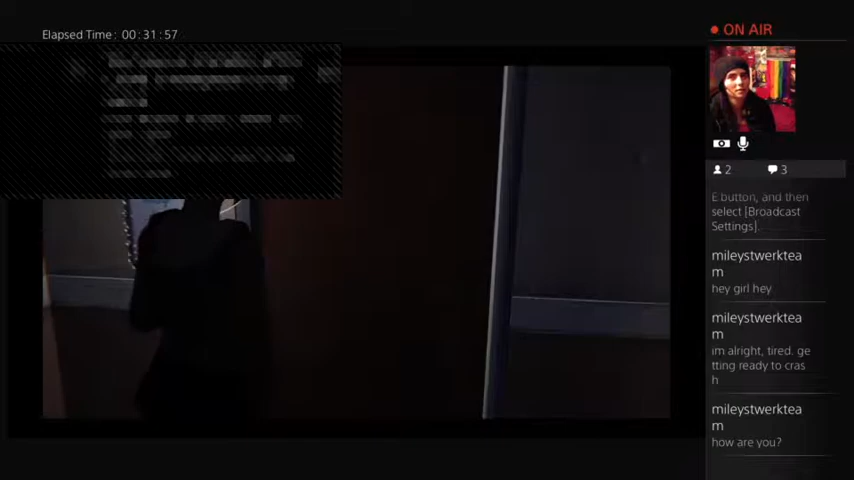 Elapsed Time: 00:31:57
ON AIR
2
3
E button, and then
select [Broadcast
Settings].
mileystwerktea
m
hey girl hey
mileystwerktea
m
im alright, tired. ge
tting ready to cras
h
mileystwerktea
m
how are you?